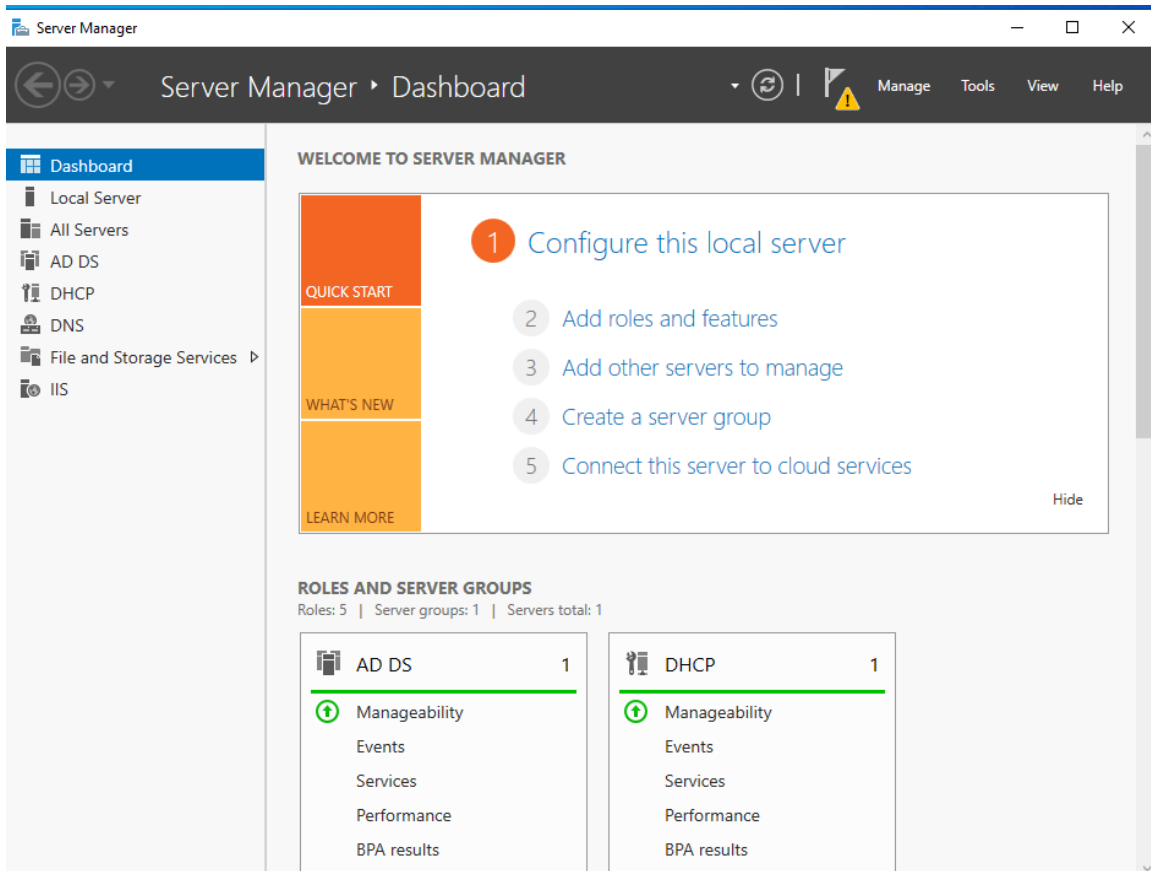 Server Manager
Server Manager ‣ Dashboard
Manage Tools View Help
Dashboard
Local Server
All Servers
AD DS
DHCP
DNS
File and Storage Services
IIS
WELCOME TO SERVER MANAGER
QUICK START
WHAT'S NEW
LEARN MORE
1 Configure this local server
2 Add roles and features
3 Add other servers to manage
4 Create a server group
5 Connect this server to cloud services
Hide
ROLES AND SERVER GROUPS
Roles: 5 | Server groups: 1 | Servers total: 1
AD DS 1
Manageability
Events
Services
Performance
BPA results
DHCP 1
Manageability
Events
Services
Performance
BPA results